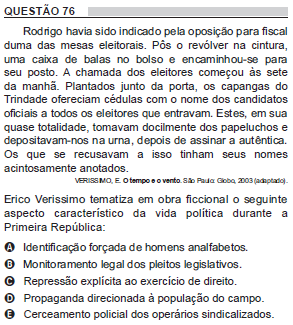 QUESTÃO 76
Rodrigo havia sido indicado pela oposição para fiscal
duma das mesas eleitorais. Pôs o revólver na cintura,
uma caixa de balas no bolso e encaminhou-se para
seu posto. A chamada dos eleitores começou às sete
da manhã. Plantados junto da porta, os capangas do
Trindade ofereciam cédulas com o nome dos candidatos
oficiais a todos os eleitores que entravam. Estes, em sua
quase totalidade, tomavam docilmente dos papeluchos e
depositavam-nos na urna, depois de assinar a autêntica.
Os que se recusavam a isso tinham seus nomes
acintosamente anotados.
VERISSIMO, E. O tempo e o vento. São Paulo: Globo, 2003 (adaptado).
Erico Verissimo tematiza em obra ficcional o seguinte
aspecto característico da vida política durante a
Primeira República:
A Identificação forçada de homens analfabetos.
B Monitoramento legal dos pleitos legislativos.
C Repressão explícita ao exercício de direito.
D Propaganda direcionada à população do campo.
E Cerceamento policial dos operários sindicalizados.